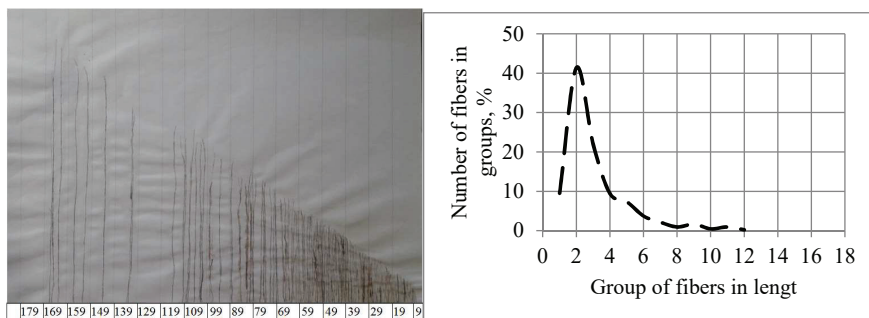 179 169 159 149 139 129 119 109 99 89 79 69 59 49 39 29 19 9
Number of fibers in
groups, %
50
40
30
20
10
0
0 2 4 6 8 10 12 14 16 18
Group of fibers in lengt